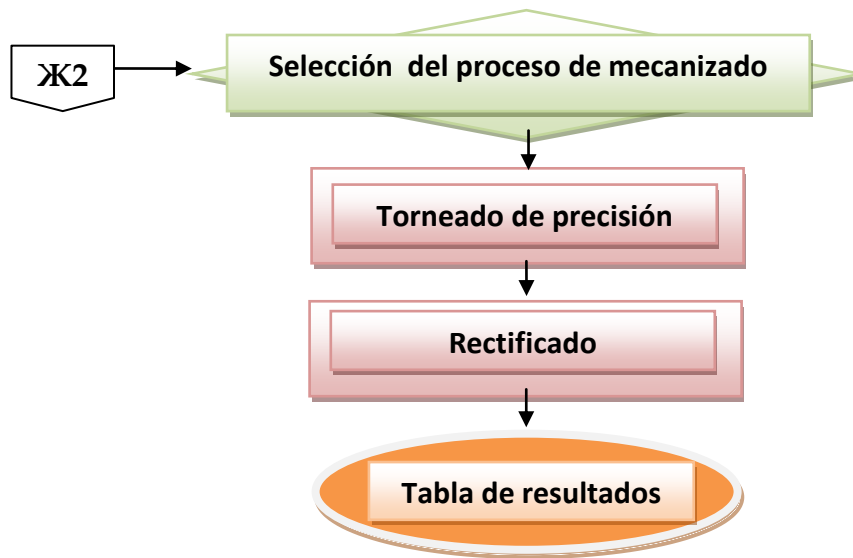 Ж2
Selección del proceso de mecanizado
Torneado de precisión
Rectificado
Tabla de resultados